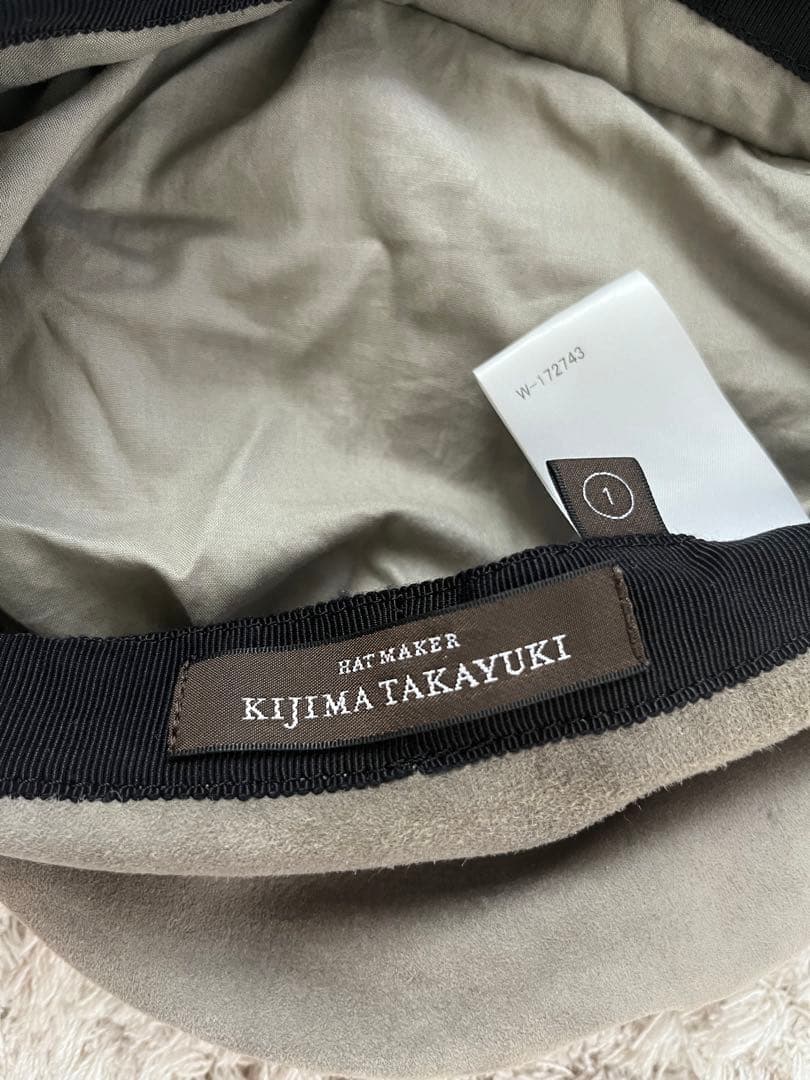 W-172743
1
HAT MAKER
KIJIMA TAKAYUKI